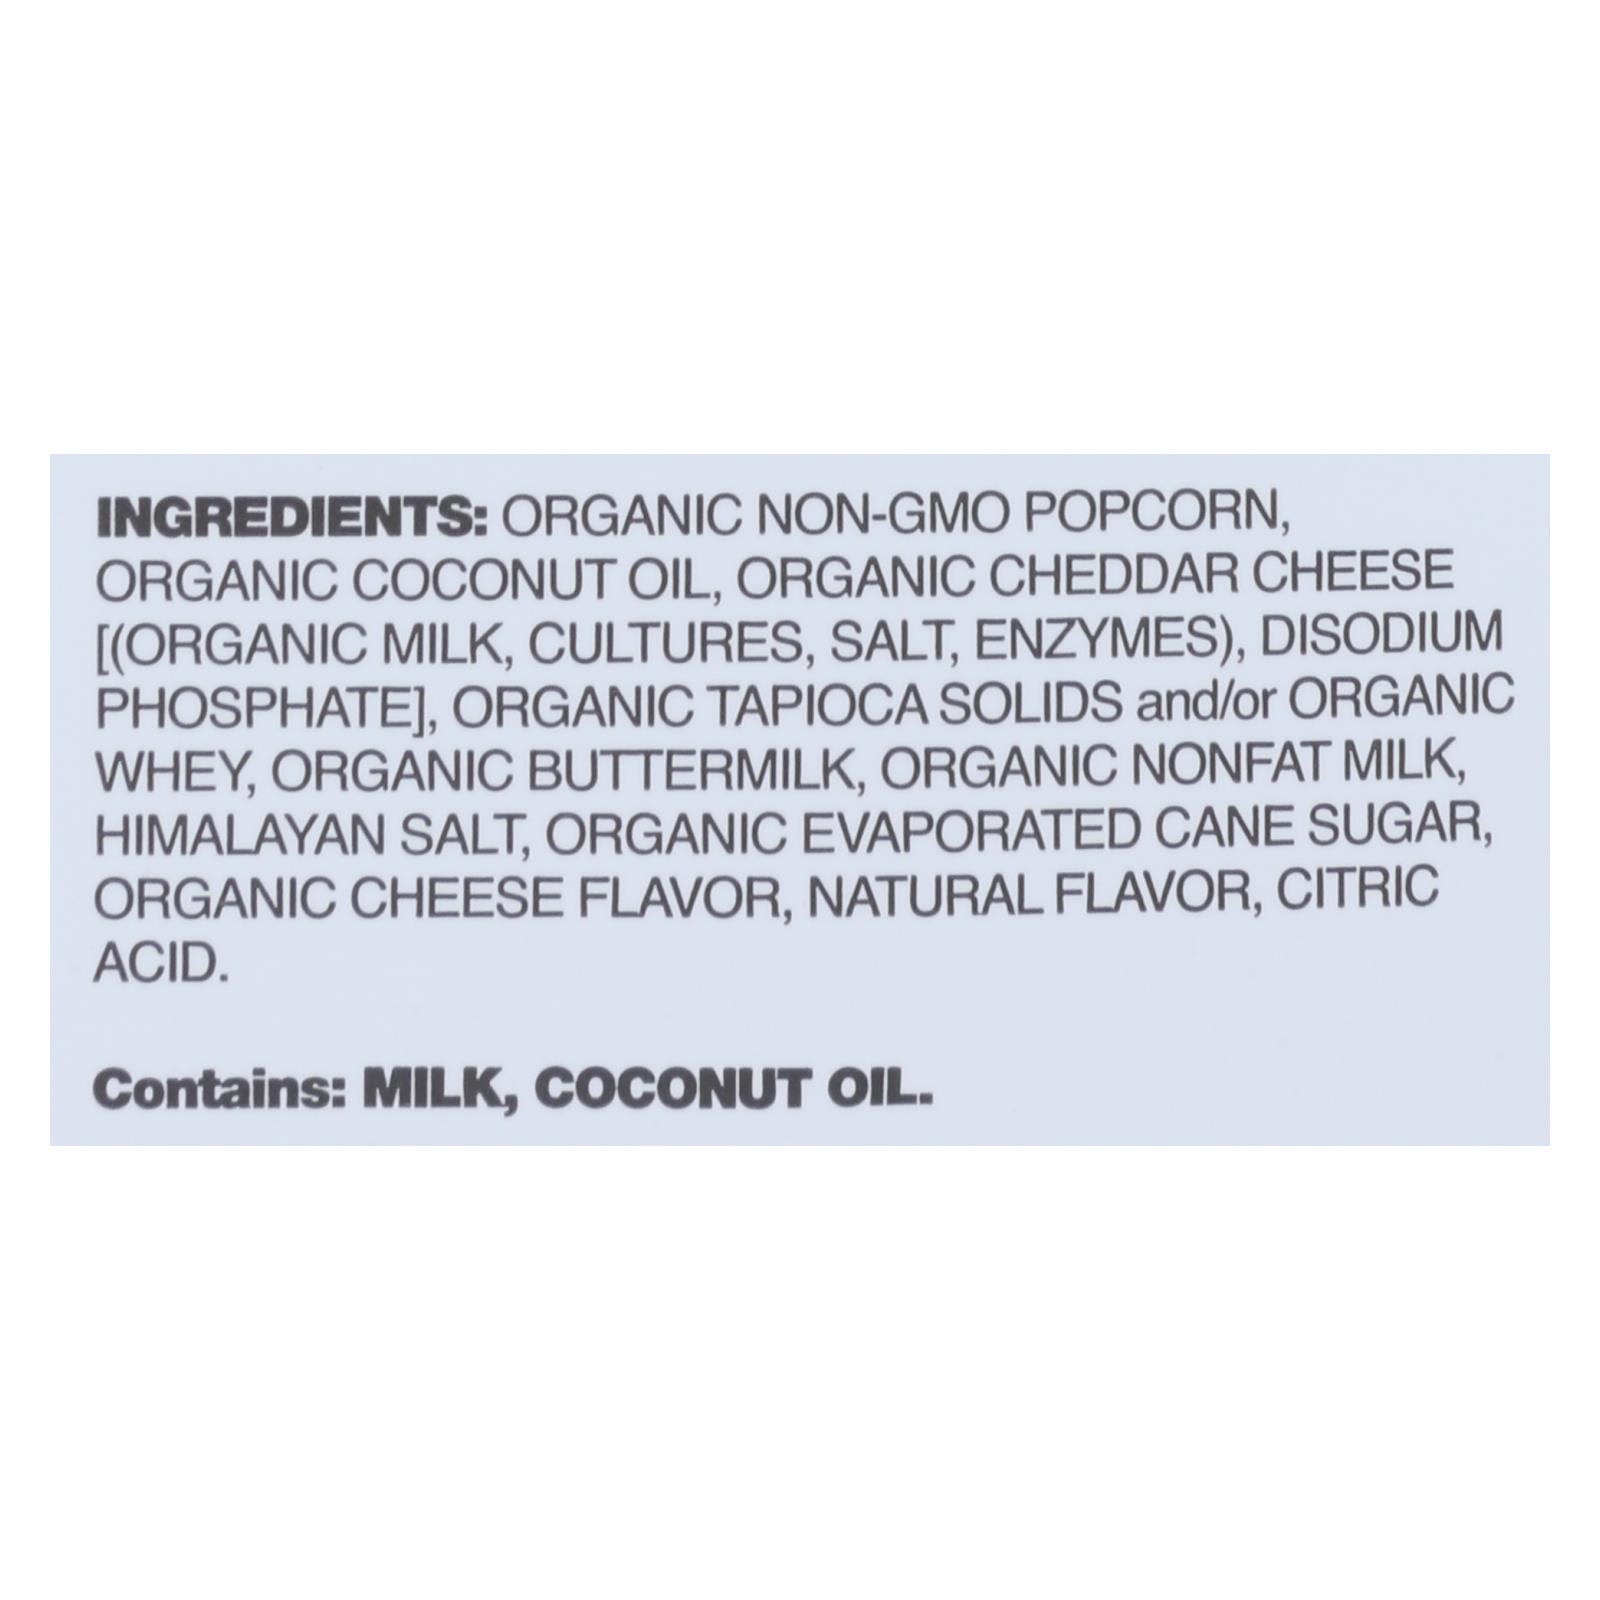 INGREDIENTS: ORGANIC NON-GMO POPCORN,
ORGANIC COCONUT OIL, ORGANIC CHEDDAR CHEESE
[(ORGANIC MILK, CULTURES, SALT, ENZYMES), DISODIUM
PHOSPHATE], ORGANIC TAPIOCA SOLIDS and/or ORGANIC
WHEY, ORGANIC BUTTERMILK, ORGANIC NONFAT MILK,
HIMALAYAN SALT, ORGANIC EVAPORATED CANE SUGAR,
ORGANIC CHEESE FLAVOR, NATURAL FLAVOR, CITRIC
ACID.
Contains: MILK, COCONUT OIL.